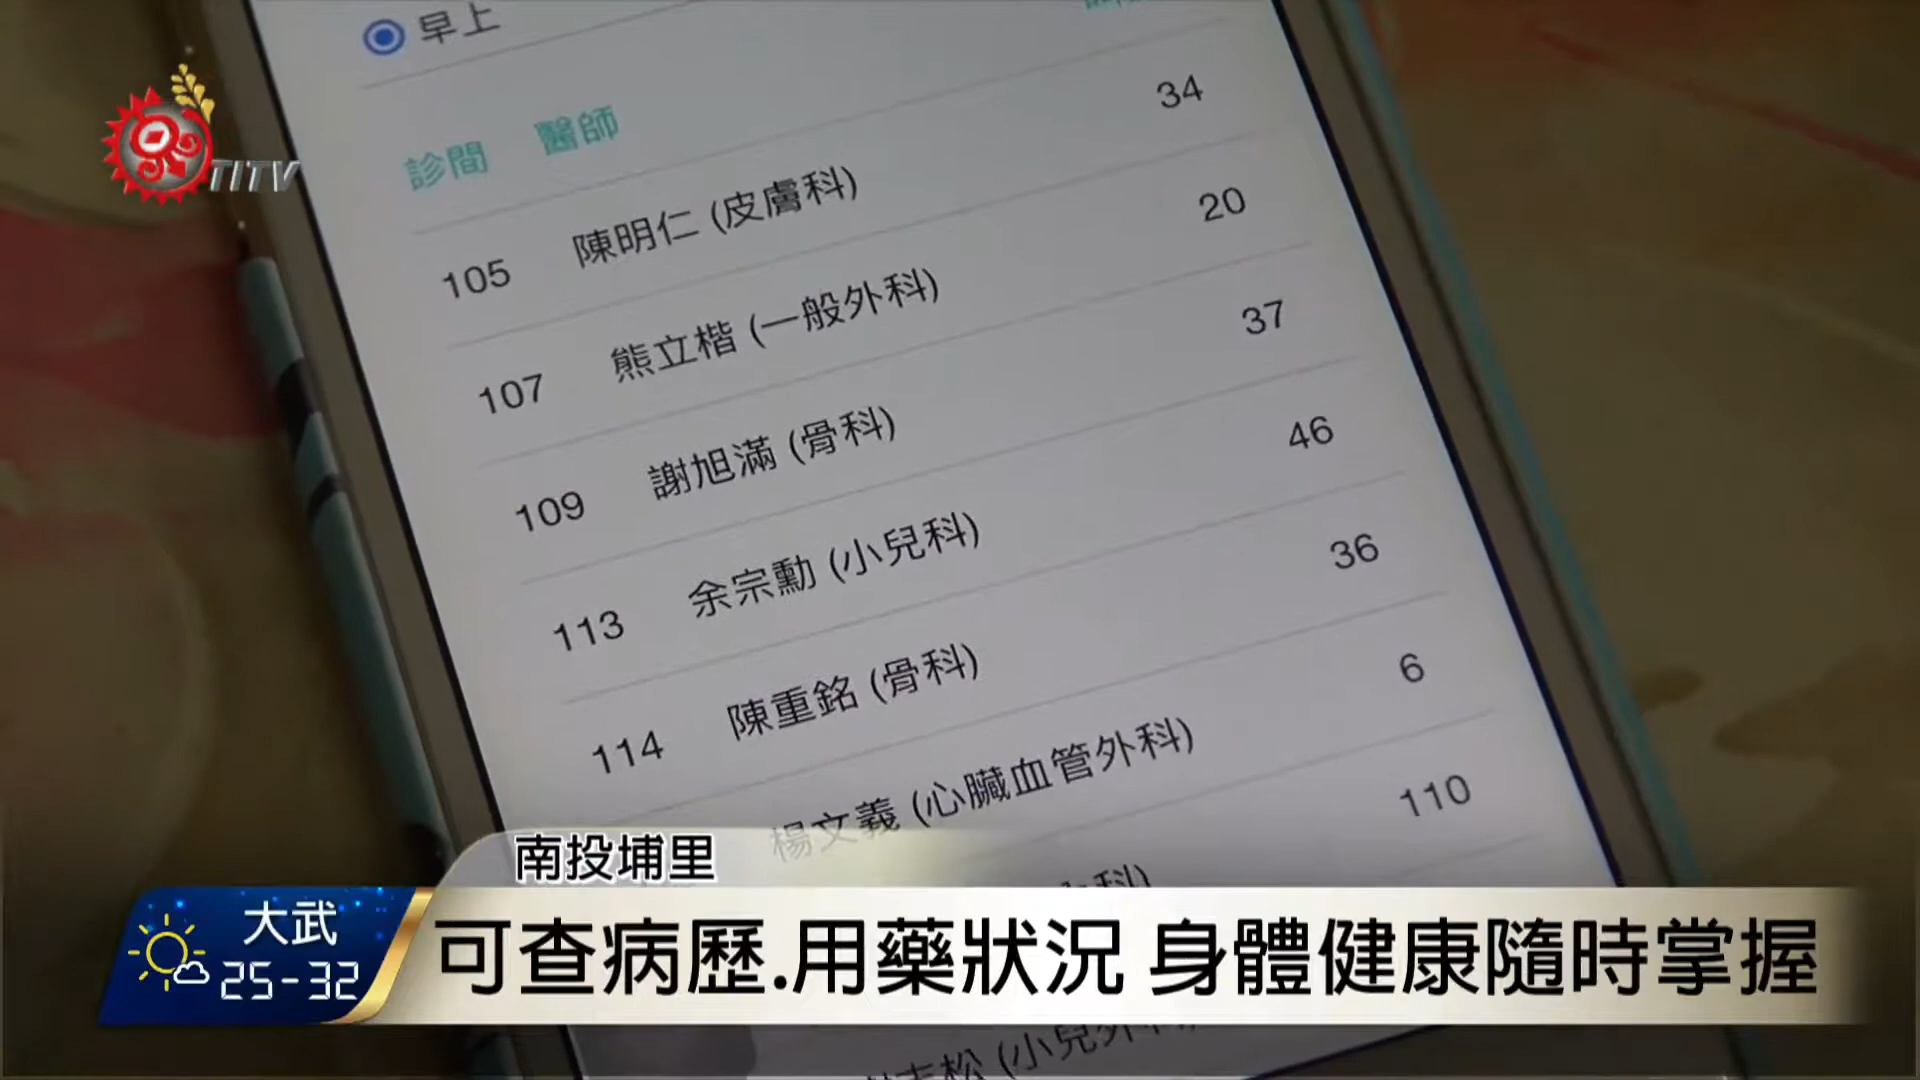 早上
TITV
診間 醫師
34
105 陳明仁 (皮膚科)
20
107 熊立楷 (一般外科)
37
109 謝旭滿 (骨科)
46
113 余宗勳 (小兒科)
36
114 陳重銘 (骨科)
6
楊文義 (心臟血管外科)
110
南投埔里
大武
25-32
可查病歷.用藥狀況 身體健康隨時掌握
松 (小兒外